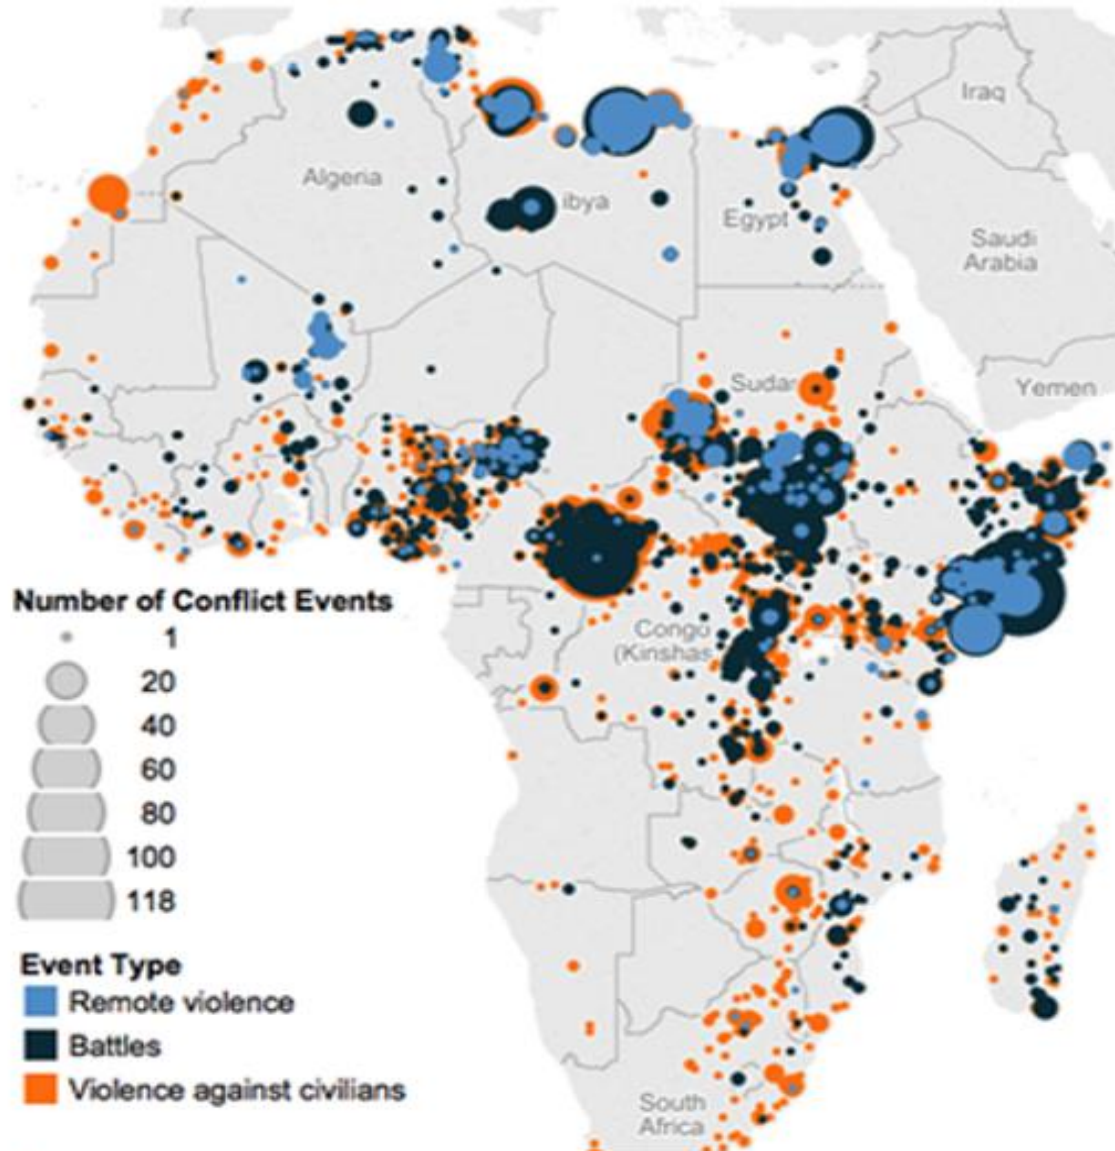 Iraq
Algeria
ibya
Egypt
Saudi
Arabia
Sudar
Yemen
Number of Conflict Events
1
Congo
(Kinshas
20
40
60
80
100
118
Event Type
Remote violence
Battles
Violence against civilians
South
Africa